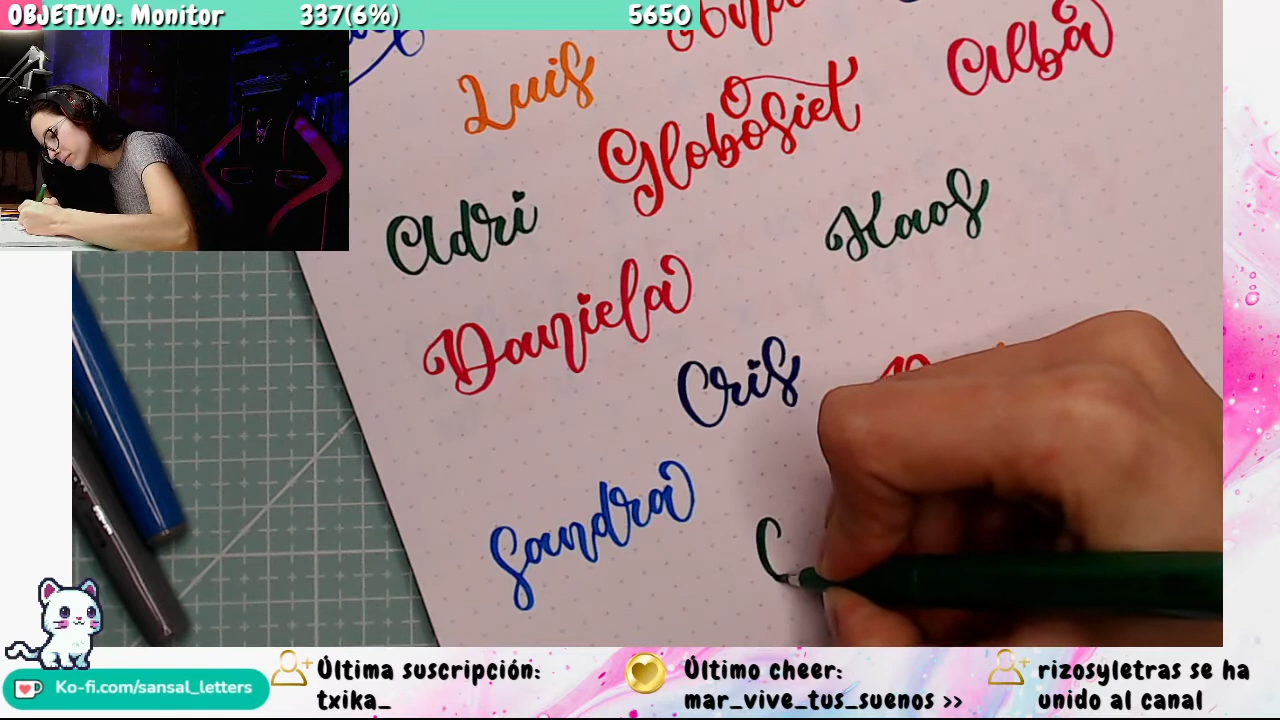 OBJETIVO: Monitor 337(6%) 5650
Luis
Globosiet
Alba
Adri
Kaos
Daniela
Cris
Sandra
C
Ko-fi.com/sansal_letters
Última suscripción:
txika_
Último cheer:
mar_vive_tus_suenos >>
rizosyletras se ha
unido al canal